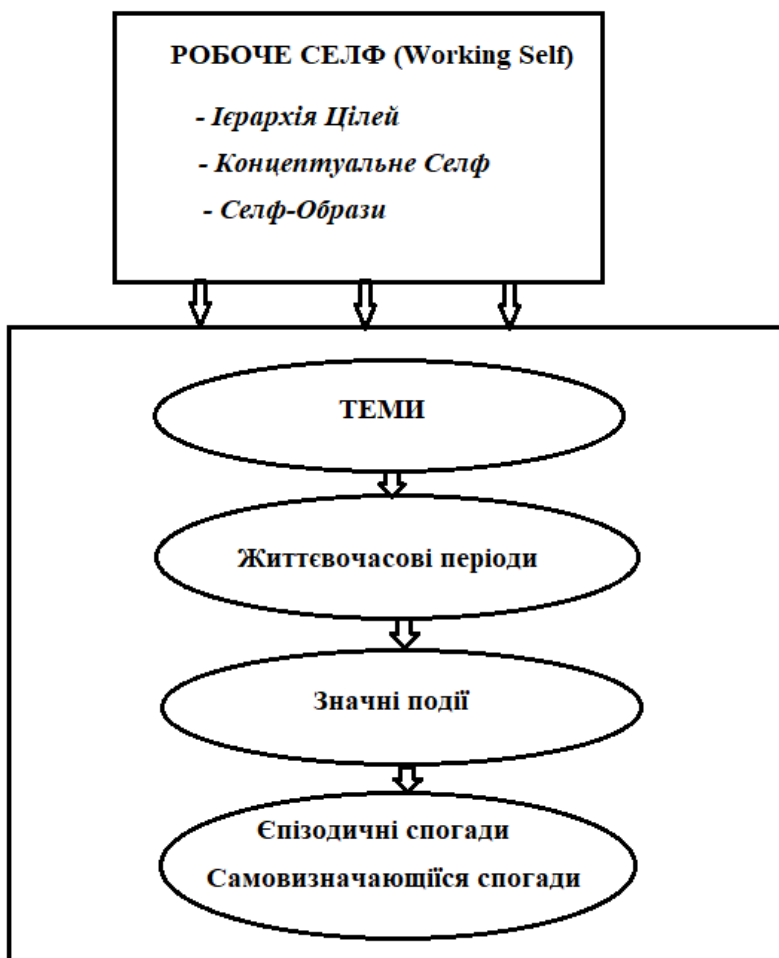 РОБОЧЕ СЕЛФ (Working Self)
- Ієрархія Цілей
- Концептуальне Селф
- Селф-Образи
ТЕМИ
Життєвочасові періоди
Значні події
Єпізодичні спогади
Самовизначающіїся спогади